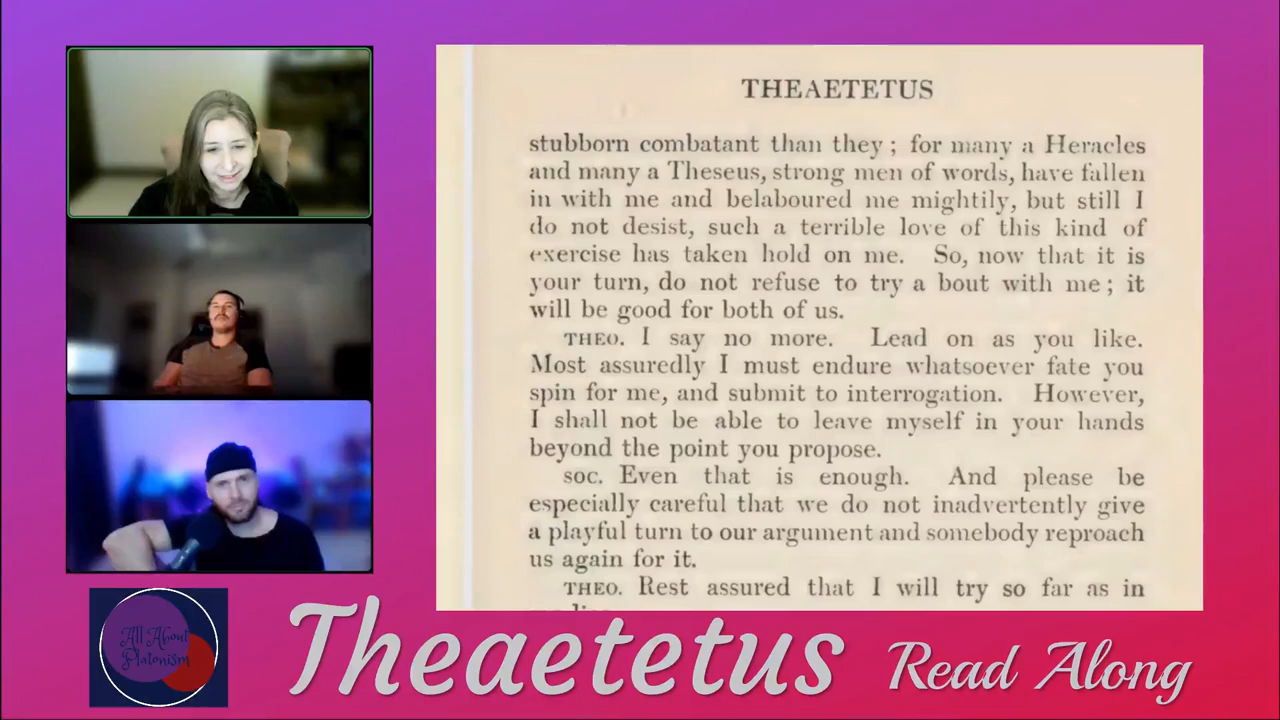 THEAETETUS
stubborn combatant than they ; for many a Heracles
and many a Theseus, strong men of words, have fallen
in with me and belaboured me mightily, but still I
do not desist, such a terrible love of this kind of
exercise has taken hold on me. So, now that it is
your turn, do not refuse to try a bout with me ; it
will be good for both of us.
THEO. I say no more. Lead on as you like.
Most assuredly I must endure whatsoever fate you
spin for me, and submit to interrogation. However,
I shall not be able to leave myself in your hands
beyond the point you propose.
SOC. Even that is enough. And please be
especially careful that we do not inadvertently give
a playful turn to our argument and somebody reproach
us again for it.
THEO. Rest assured that I will try so far as in
All About
Platonism
Theaetetus Read Along